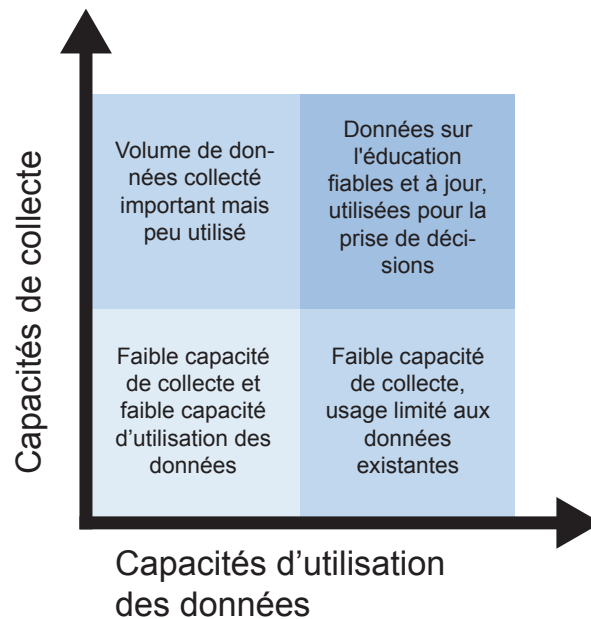 Capacités de collecte
Volume de don-
nées collecté
important mais
peu utilisé
Données sur
l'éducation
fiables et à jour,
utilisées pour la
prise de déci-
sions
Faible capacité
de collecte et
faible capacité
d’utilisation des
données
Faible capacité
de collecte,
usage limité aux
données
existantes
Capacités d’utilisation
des données